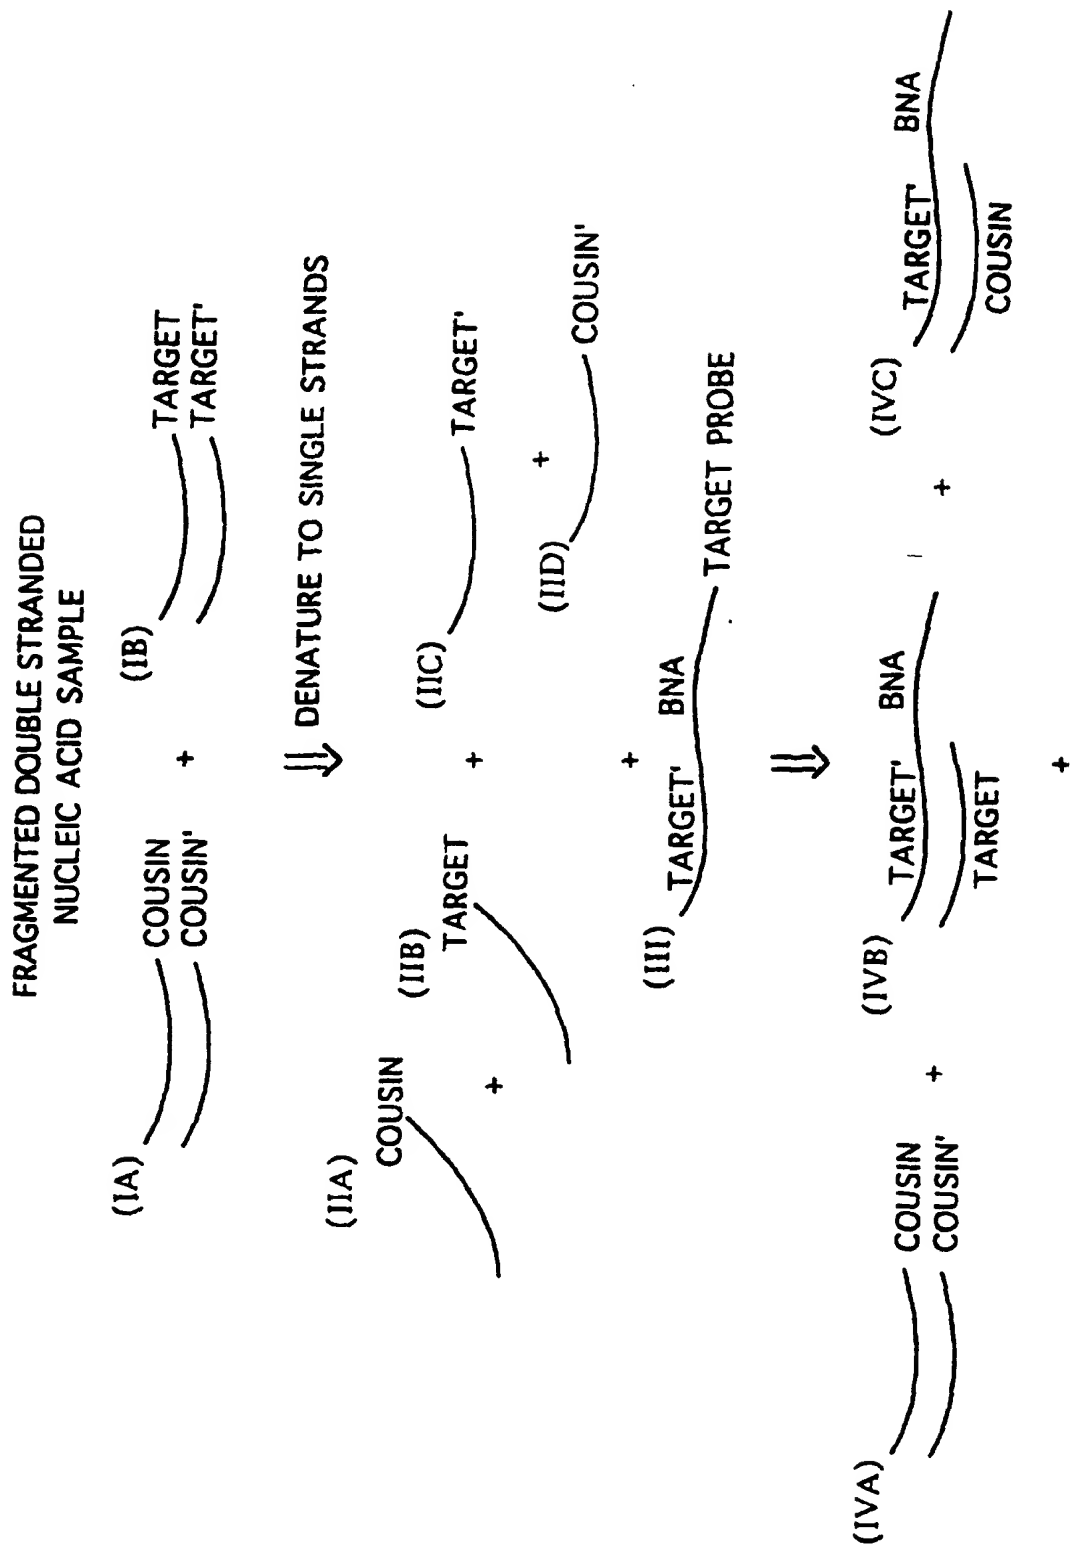 FRAGMENTED DOUBLE STRANDED
NUCLEIC ACID SAMPLE
(IA)
COUSIN
COUSIN'
+
(IB)
TARGET
TARGET'
DENATURE TO SINGLE STRANDS
(IIA)
COUSIN
+
(IIB)
TARGET
+
(IIC)
TARGET'
+
(IID)
COUSIN'
+
(III)
TARGET' BNA
TARGET PROBE
(IVA)
COUSIN
COUSIN'
+
(IVB)
TARGET' BNA
TARGET
+
(IVC)
TARGET' BNA
COUSIN
+